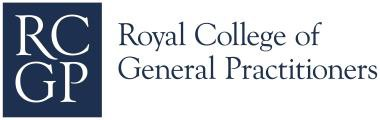 RC
GP
Royal College of
General Practitioners